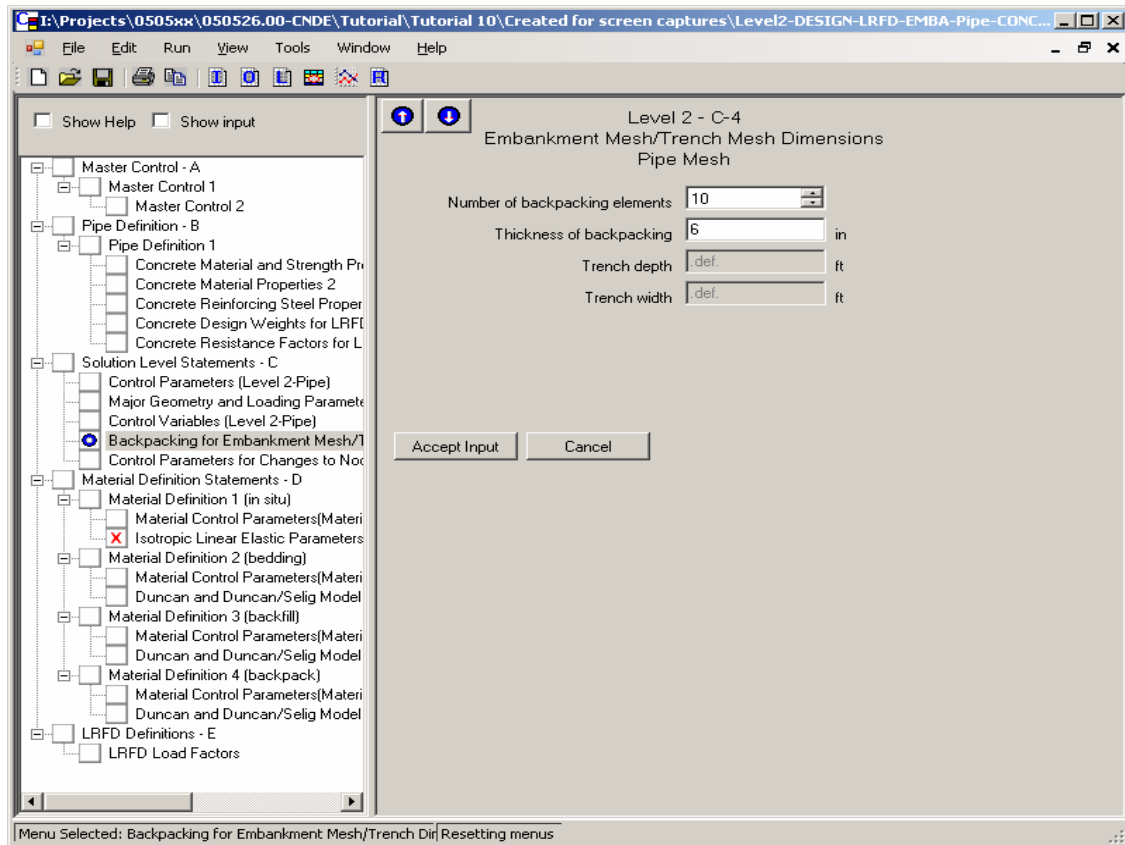 I:\Projects\0505xx\050526.00-CNDE\Tutorial\Tutorial 10\Created for screen captures\Level2-DESIGN-LRFD-EMBA-Pipe-CONC...
File Edit Run View Tools Window Help
Show Help Show input
Master Control - A
Master Control 1
Master Control 2
Pipe Definition - B
Pipe Definition 1
Concrete Material and Strength Pr
Concrete Material Properties 2
Concrete Reinforcing Steel Proper
Concrete Design Weights for LRF
Concrete Resistance Factors for L
Solution Level Statements - C
Control Parameters (Level 2-Pipe)
Major Geometry and Loading Paramete
Control Variables (Level 2-Pipe)
Backpacking for Embankment Mesh/T
Control Parameters for Changes to Noc
Material Definition Statements - D
Material Definition 1 (in situ)
Material Control Parameters(Materi
X Isotropic Linear Elastic Parameters
Material Definition 2 (bedding)
Material Control Parameters(Materi
Duncan and Duncan/Selig Model
Material Definition 3 (backfill)
Material Control Parameters(Materi
Duncan and Duncan/Selig Model
Material Definition 4 (backpack)
Material Control Parameters(Materi
Duncan and Duncan/Selig Model
LRFD Definitions - E
LRFD Load Factors
Level 2 - C-4
Embankment Mesh/Trench Mesh Dimensions
Pipe Mesh
Number of backpacking elements 10
Thickness of backpacking 6 in
Trench depth .def. ft
Trench width .def. ft
Accept Input Cancel
Menu Selected: Backpacking for Embankment Mesh/Trench Dir Resetting menus